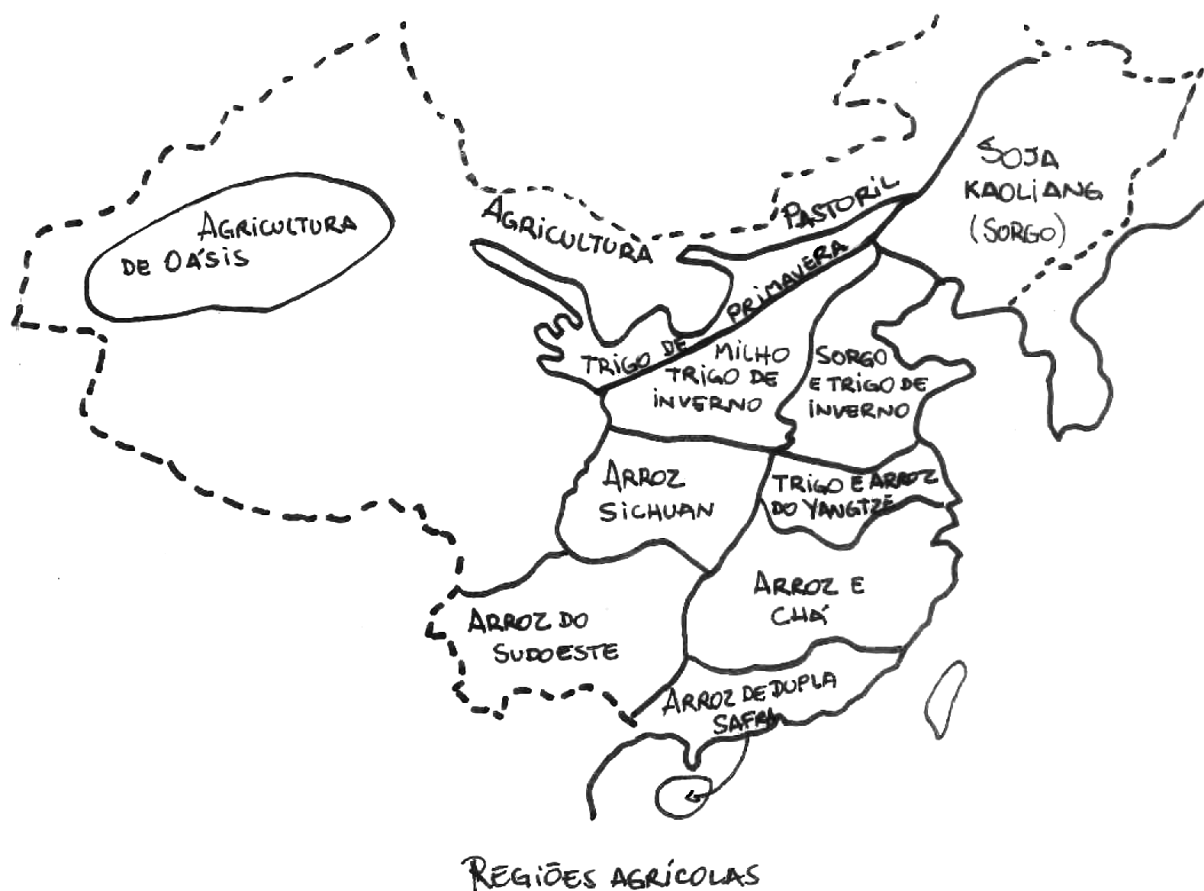 SOJA
KAOLIANG
(SORGO)
AGRICULTURA
PASTORIL
AGRICULTURA
DE OÁSIS
TRIGO DE PRIMAVERA
MILHO
TRIGO DE
INVERNO
SORGO
E TRIGO DE
INVERNO
ARROZ
SICHUAN
TRIGO E ARROZ
DO YANGTZÉ
ARROZ E
CHÁ
ARROZ DO
SUDOESTE
ARROZ DE DUPLA
SAFRA
REGIÕES AGRÍCOLAS